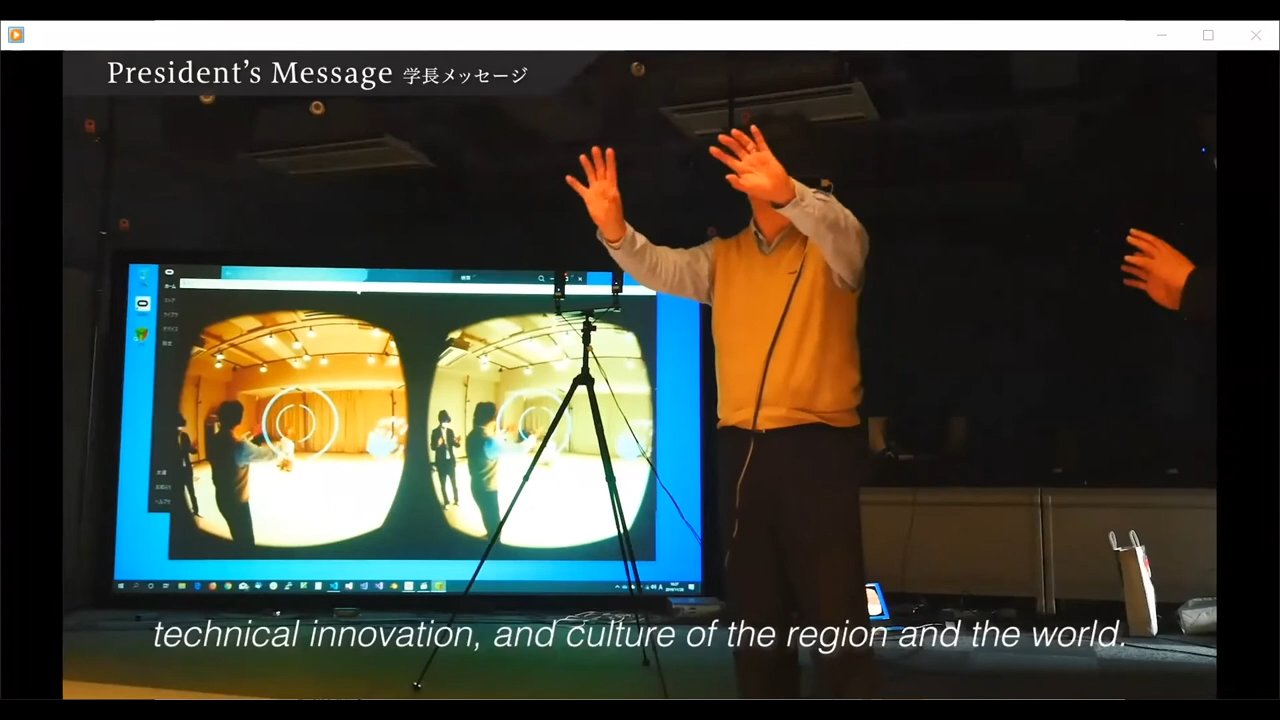 President's Message 学長メッセージ
technical innovation, and culture of the region and the world.